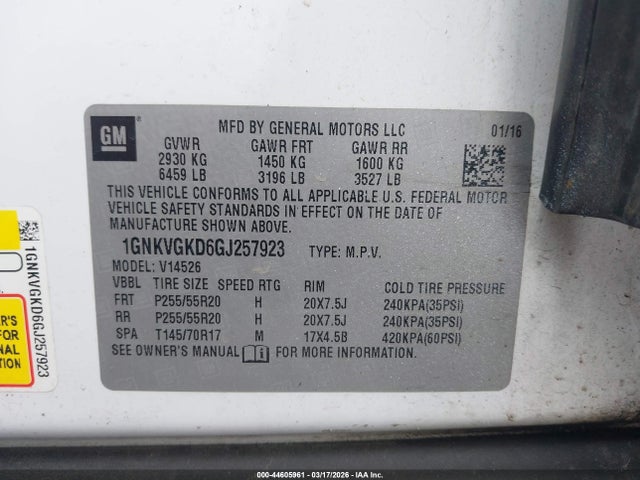 GM
MFD BY GENERAL MOTORS LLC 01/16
GVWR GAWR FRT GAWR RR
2930 KG 1450 KG 1600 KG
6459 LB 3196 LB 3527 LB
THIS VEHICLE CONFORMS TO ALL APPLICABLE U.S. FEDERAL MOTOR
VEHICLE SAFETY STANDARDS IN EFFECT ON THE DATE OF
MANUFACTURE SHOWN ABOVE.
1GNKVGKD6GJ257923 TYPE: M.P.V.
MODEL: V14526
VBBL TIRE SIZE SPEED RTG RIM COLD TIRE PRESSURE
FRT P255/55R20 H 20X7.5J 240KPA(35PSI)
RR P255/55R20 H 20X7.5J 240KPA(35PSI)
SPA T145/70R17 M 17X4.5B 420KPA(60PSI)
SEE OWNER'S MANUAL FOR MORE INFORMATION.
1GNKVGKD6GJ257923
ER'S
FOR
NAL
ON
000-44605961 | 03/17/2026 | IAA Inc.